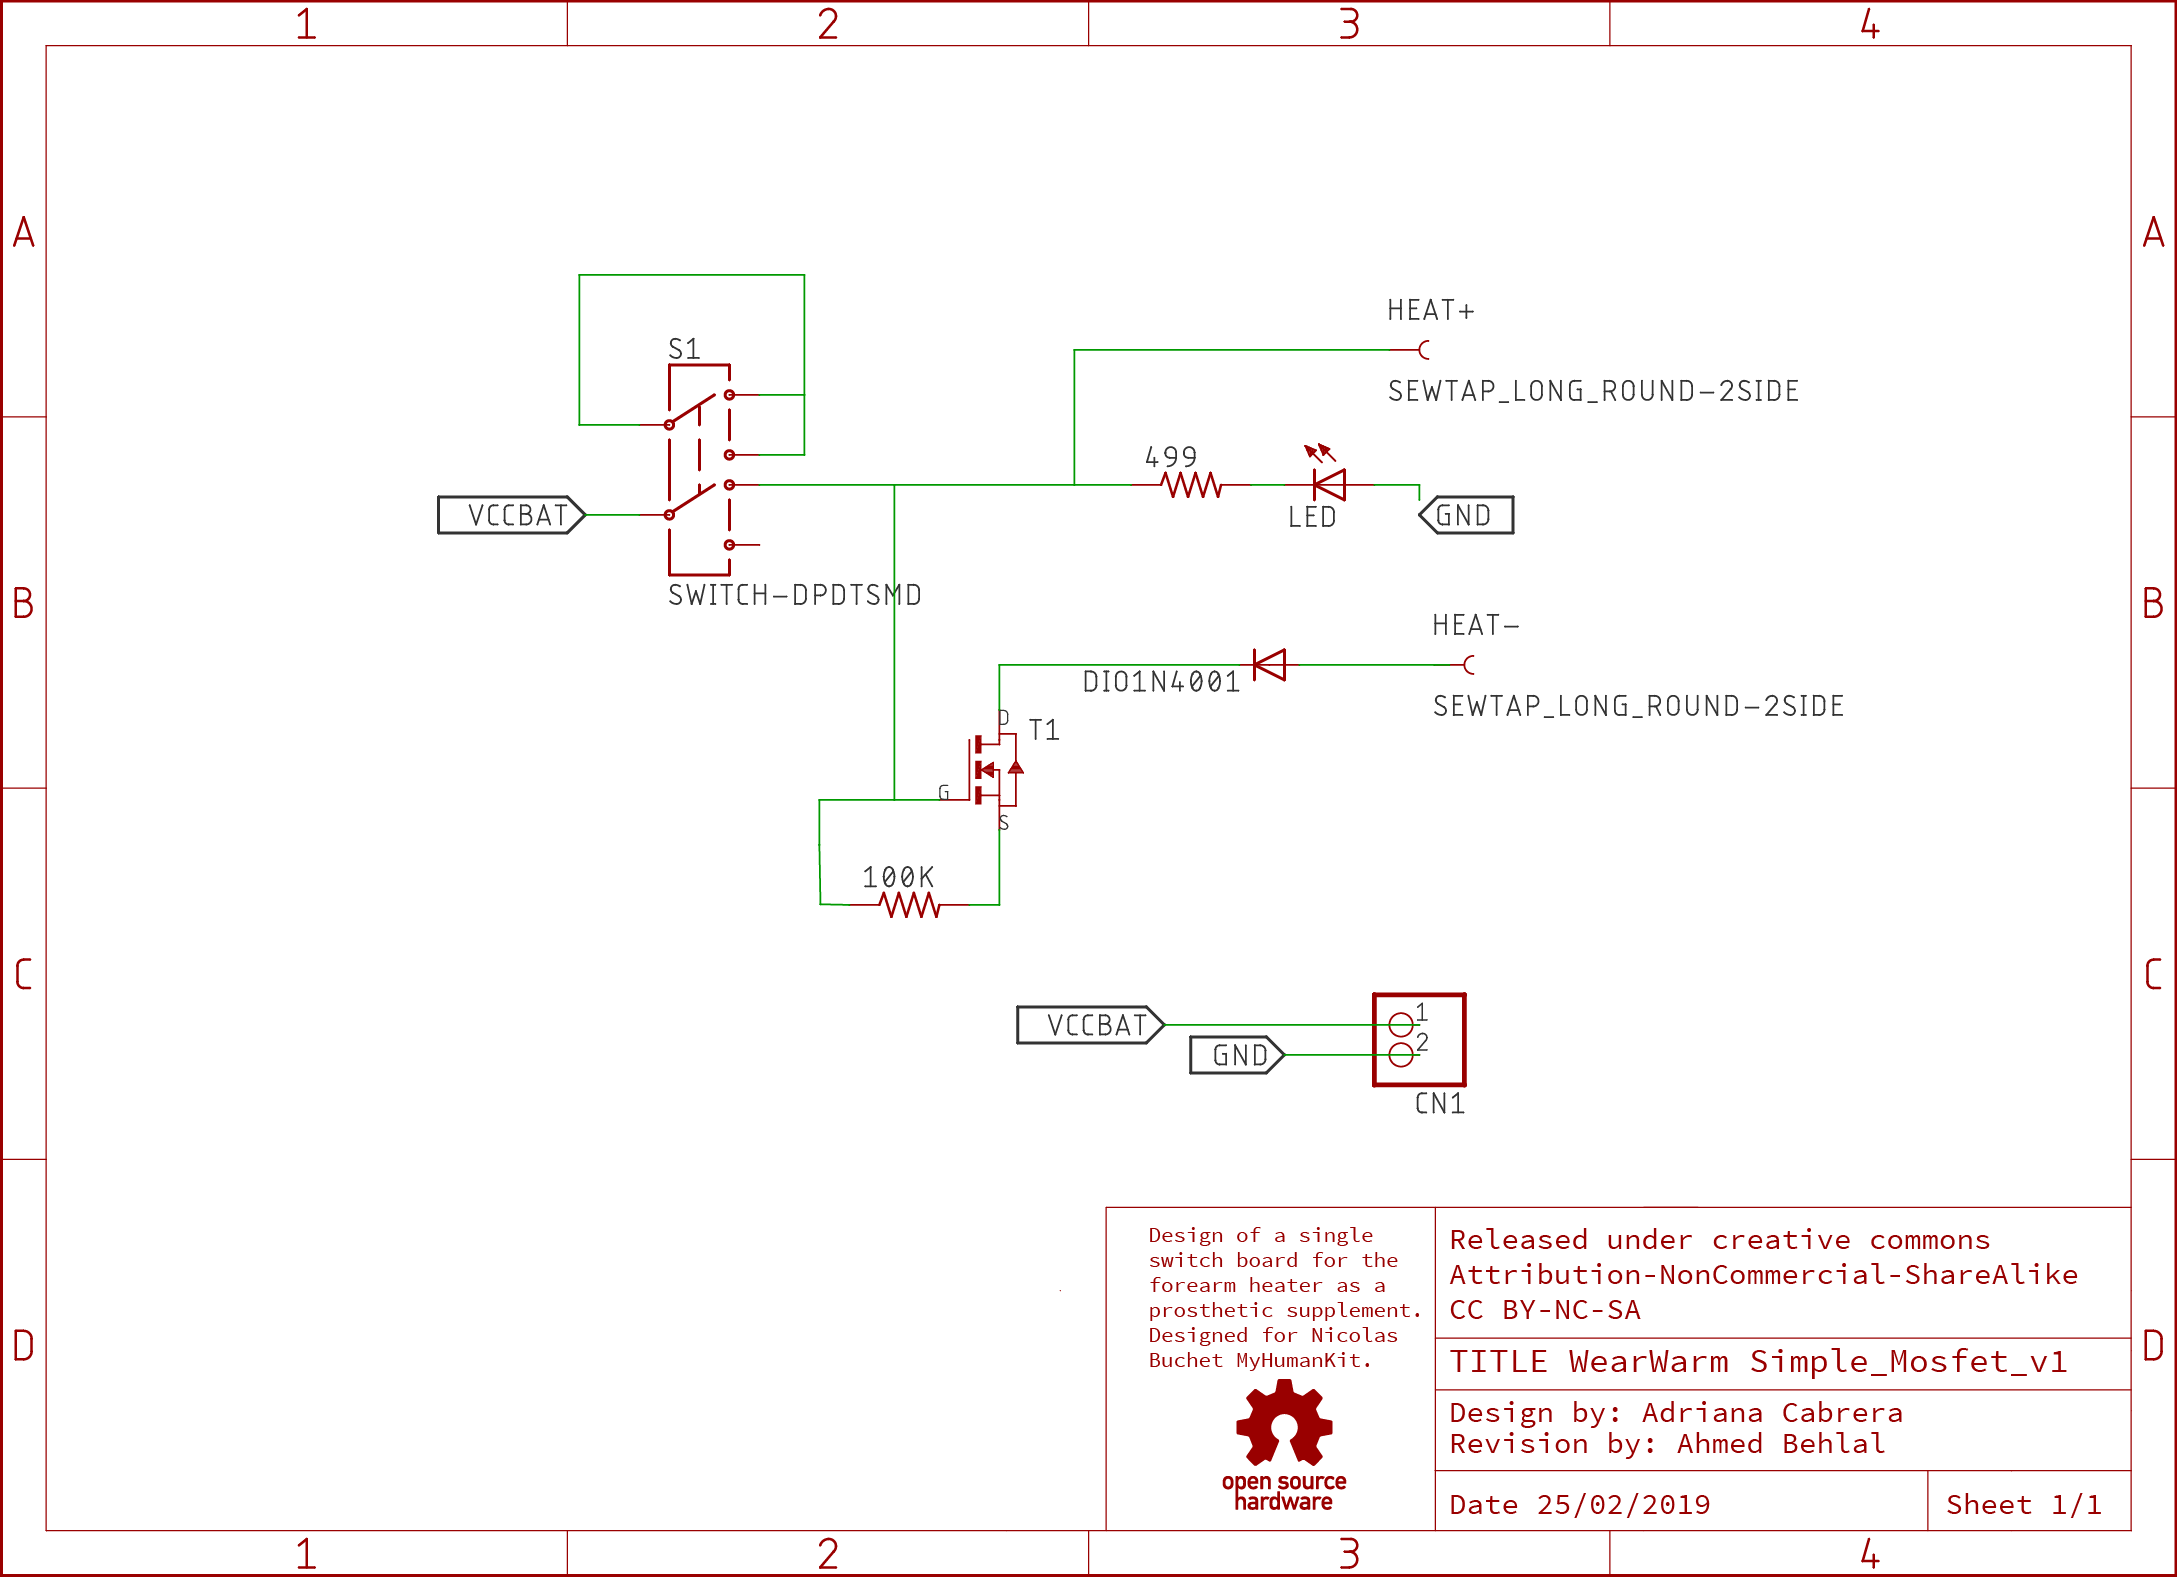 1 2 3 4
A A
HEAT+
S1
SEWTAP_LONG_ROUND-2SIDE
499
VCCBAT
LED
GND
SWITCH-DPDTSMD
B B
HEAT-
DIO1N4001
SEWTAP_LONG_ROUND-2SIDE
D
T1
G
S
100K
C C
VCCBAT
1
GND
2
CN1
Design of a single
switch board for the
forearm heater as a
prosthetic supplement.
Designed for Nicolas
Buchet MyHumanKit.
open source
hardware
Released under creative commons
Attribution-NonCommercial-ShareAlike
CC BY-NC-SA
TITLE WearWarm Simple_Mosfet_v1
Design by: Adriana Cabrera
Revision by: Ahmed Behlal
Date 25/02/2019
Sheet 1/1
D D
1 2 3 4